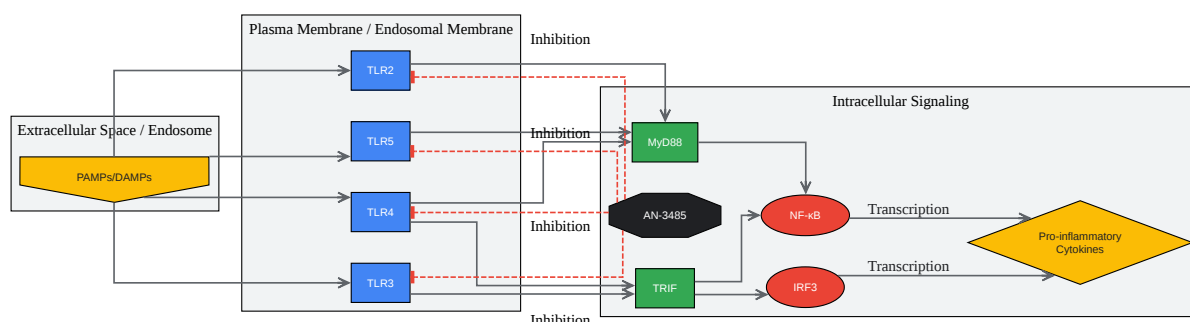 Plasma Membrane / Endosomal Membrane
Inhibition
TLR2
Intracellular Signaling
Extracellular Space / Endosome
TLR5
Inhibition
MyD88
PAMPs/DAMPs
TLR4
AN-3485
NF-κB
Transcription
Inhibition
Pro-inflammatory
Cytokines
Transcription
TLR3
TRIF
IRF3
Inhibition